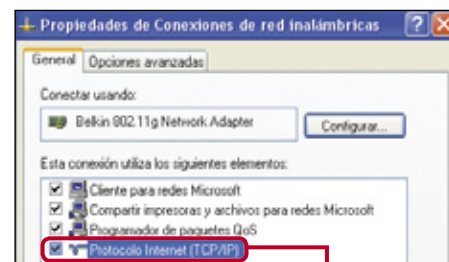 Propiedades de Conexiones de red inalámbricas
General Opciones avanzadas
Conectar usando:
Belkin 802.11g Network Adapter Configurar...
Esta conexión utiliza los siguientes elementos:
Cliente para redes Microsoft
Compartir impresoras y archivos para redes Microsoft
Programador de paquetes QoS
Protocolo Internet (TCP/IP)